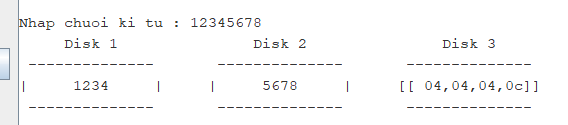 Nhap chuoi ki tu : 12345678
Disk 1 Disk 2 Disk 3
-------------- -------------- --------------
| 1234 | | 5678 | [[ 04,04,04,0c]]
-------------- -------------- --------------